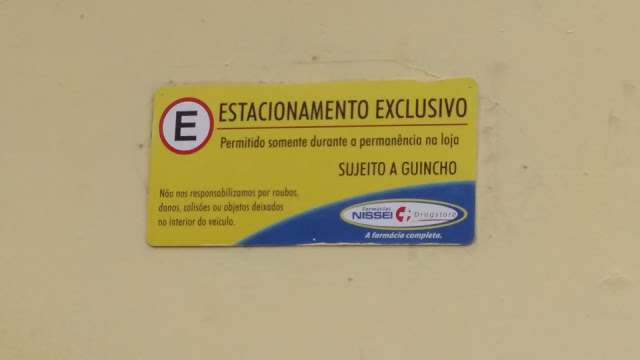 E
ESTACIONAMENTO EXCLUSIVO
Permitido somente durante a permanência na loja
SUJEITO A GUINCHO
Não nos responsabilizamos por roubos,
danos, colisões ou objetos deixados
no interior do veículo.
Farmácias
NISSEI Drugstore
A farmácia completa.